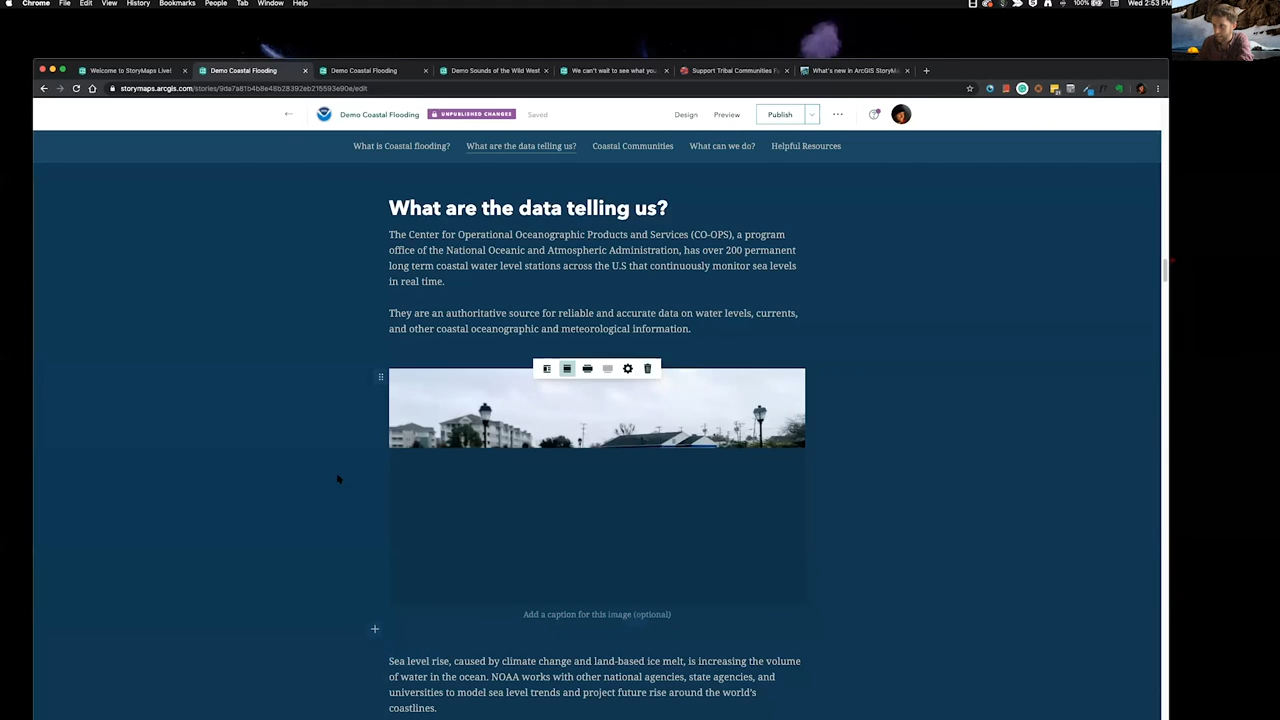 Chrome File Edit View History Bookmarks People Tab Window Help
100% Wed 2:53 PM
Welcome to StoryMaps Live!
Demo Coastal Flooding
Demo Coastal Flooding
Demo Sounds of the Wild West
We can't wait to see what you
Support Tribal Communities F
What's new in ArcGIS StoryM
storymaps.arcgis.com/stories/9da7a81b4b8e48b28392eb215593e90e/edit
Demo Coastal Flooding
UNPUBLISHED CHANGES
Saved
Design
Preview
Publish
What is Coastal flooding?
What are the data telling us?
Coastal Communities
What can we do?
Helpful Resources
What are the data telling us?
The Center for Operational Oceanographic Products and Services (CO-OPS), a program
office of the National Oceanic and Atmospheric Administration, has over 200 permanent
long term coastal water level stations across the U.S that continuously monitor sea levels
in real time.
They are an authoritative source for reliable and accurate data on water levels, currents,
and other coastal oceanographic and meteorological information.
Add a caption for this image (optional)
Sea level rise, caused by climate change and land-based ice melt, is increasing the volume
of water in the ocean. NOAA works with other national agencies, state agencies, and
universities to model sea level trends and project future rise around the world's
coastlines.